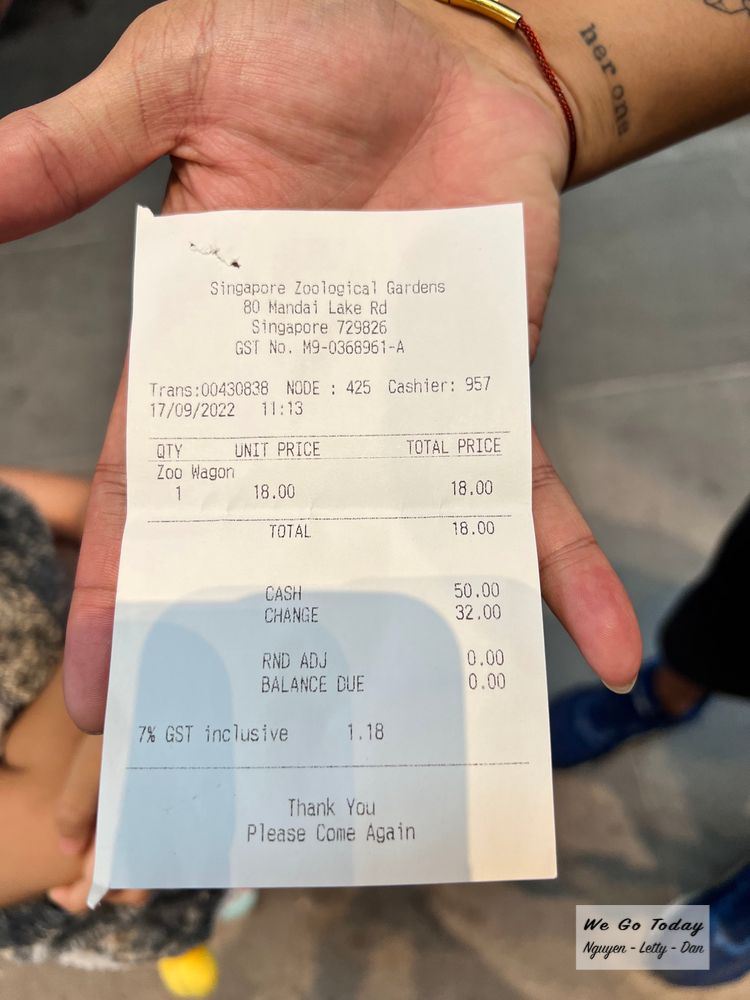 her one
Singapore Zoological Gardens
80 Mandai Lake Rd
Singapore 729826
GST No. M9-0368961-A
Trans:00430838 NODE : 425 Cashier: 957
17/09/2022 11:13
QTY UNIT PRICE TOTAL PRICE
Zoo Wagon
1 18.00 18.00
TOTAL 18.00
CASH 50.00
CHANGE 32.00
RND ADJ 0.00
BALANCE DUE 0.00
7% GST inclusive 1.18
Thank You
Please Come Again
We Go Today
Nguyen - Letty - Dan